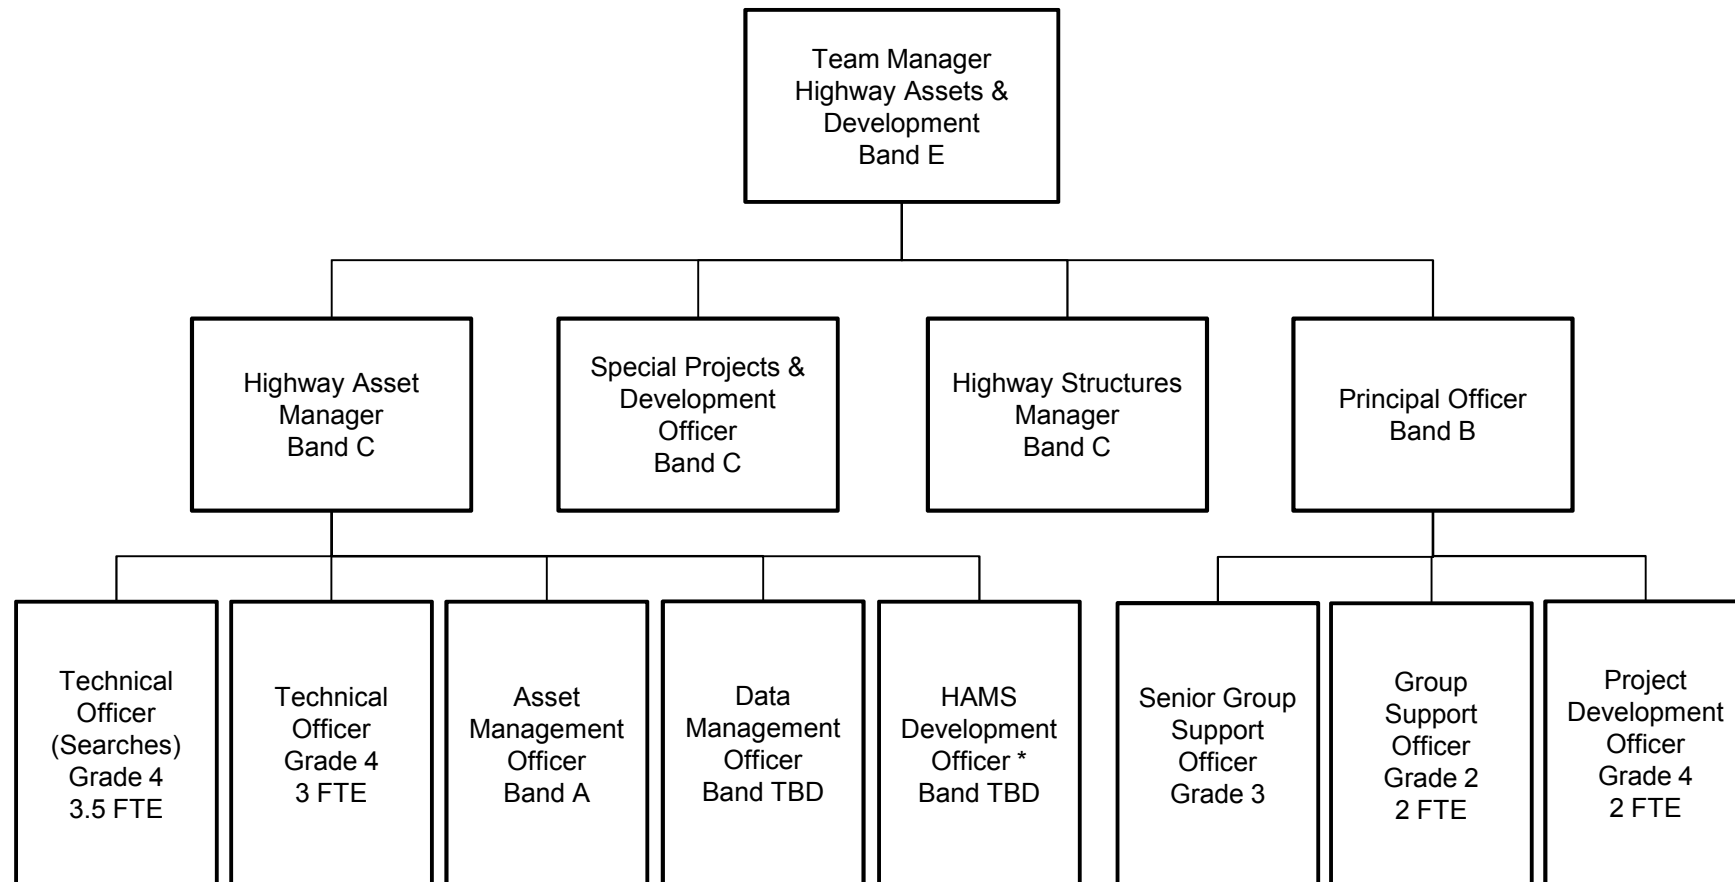 Team Manager
Highway Assets &
Development
Band E
Highway Asset
Manager
Band C
Special Projects &
Development
Officer
Band C
Highway Structures
Manager
Band C
Principal Officer
Band B
Technical
Officer
(Searches)
Grade 4
3.5 FTE
Technical
Officer
Grade 4
3 FTE
Asset
Management
Officer
Band A
Data
Management
Officer
Band TBD
HAMS
Development
Officer *
Band TBD
Senior Group
Support
Officer
Grade 3
Group
Support
Officer
Grade 2
2 FTE
Project
Development
Officer
Grade 4
2 FTE